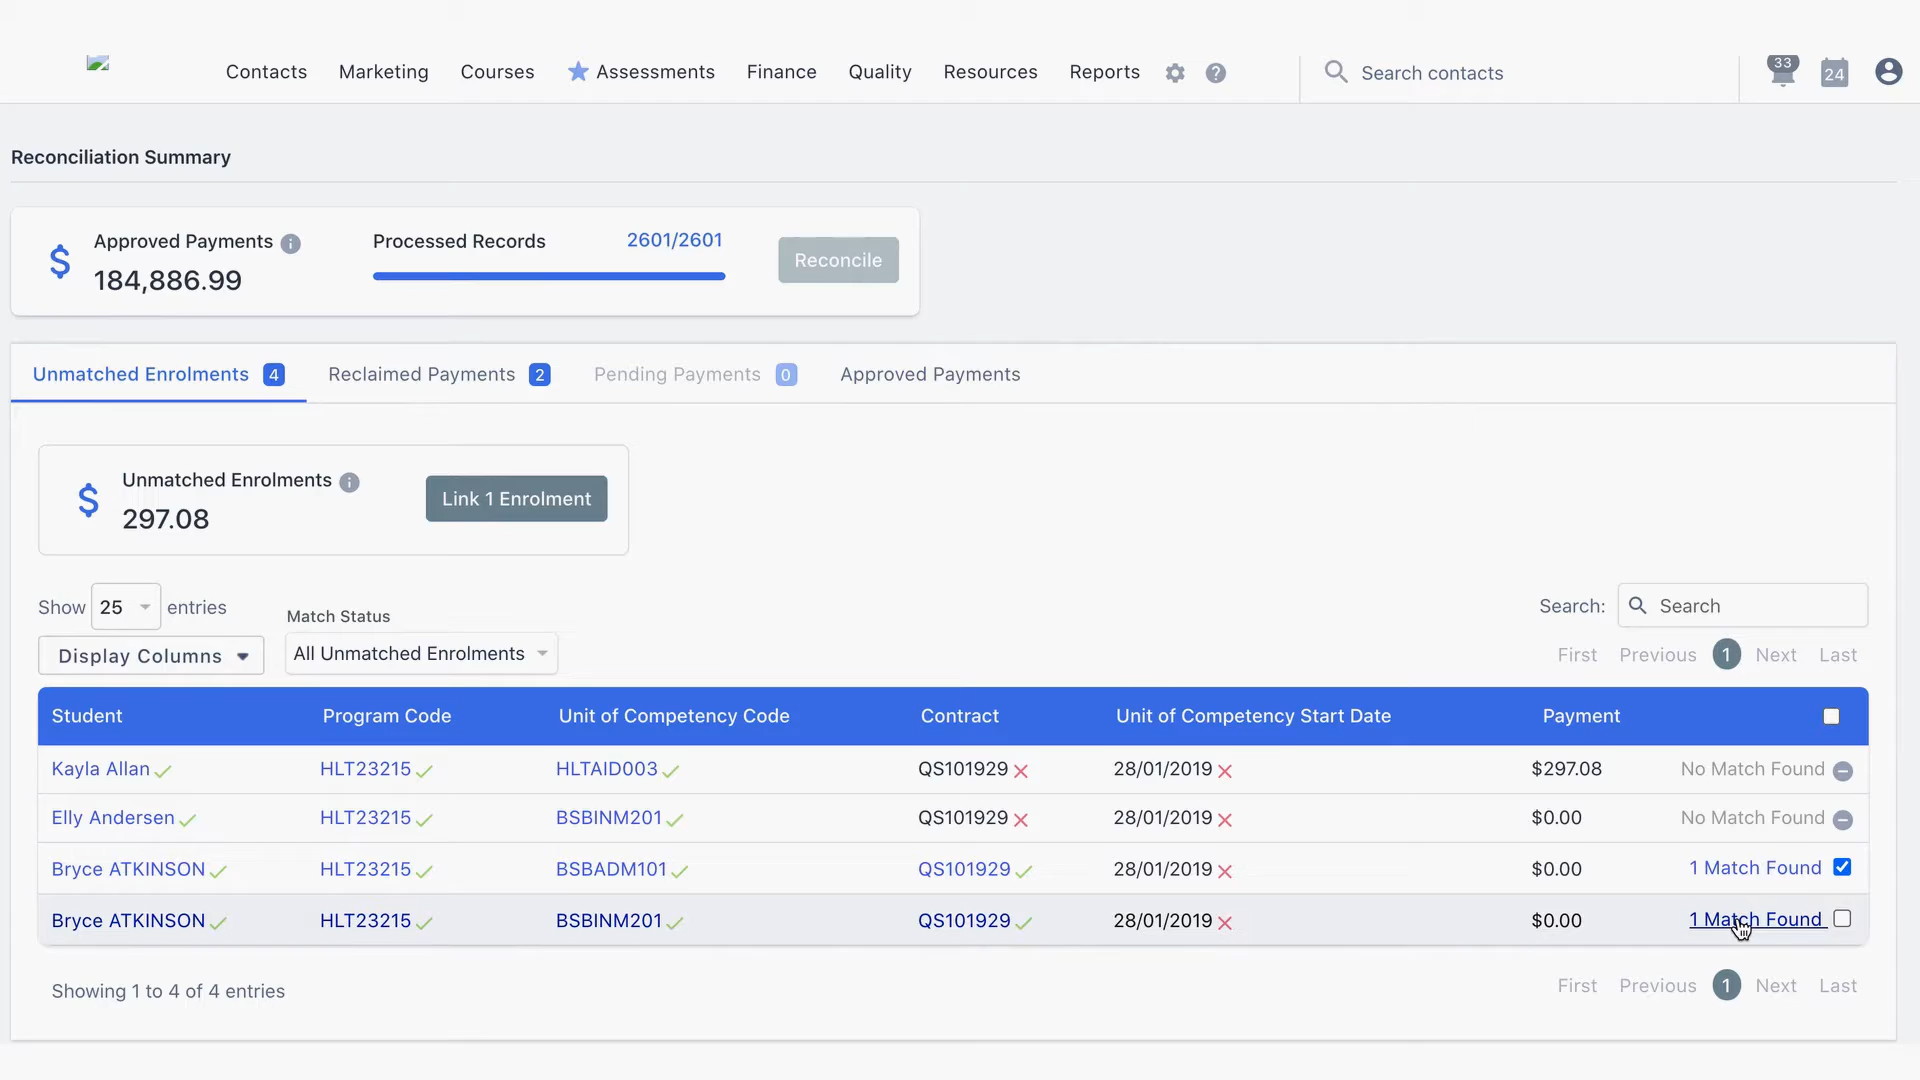 Contacts Marketing Courses Assessments Finance Quality Resources Reports ? Search contacts 33 24
Reconciliation Summary
Approved Payments i Processed Records 2601/2601 Reconcile
$ 184,886.99
Unmatched Enrolments 4 Reclaimed Payments 2 Pending Payments 0 Approved Payments
Unmatched Enrolments i Link 1 Enrolment
$ 297.08
Show 25 entries Match Status Search: Search
Display Columns All Unmatched Enrolments First Previous 1 Next Last
Student Program Code Unit of Competency Code Contract Unit of Competency Start Date Payment
Kayla Allan HLT23215 HLTAID003 QS101929 28/01/2019 $297.08 No Match Found
Elly Andersen HLT23215 BSBINM201 QS101929 28/01/2019 $0.00 No Match Found
Bryce ATKINSON HLT23215 BSBADM101 QS101929 28/01/2019 $0.00 1 Match Found
Bryce ATKINSON HLT23215 BSBINM201 QS101929 28/01/2019 $0.00 1 Match Found
Showing 1 to 4 of 4 entries First Previous 1 Next Last